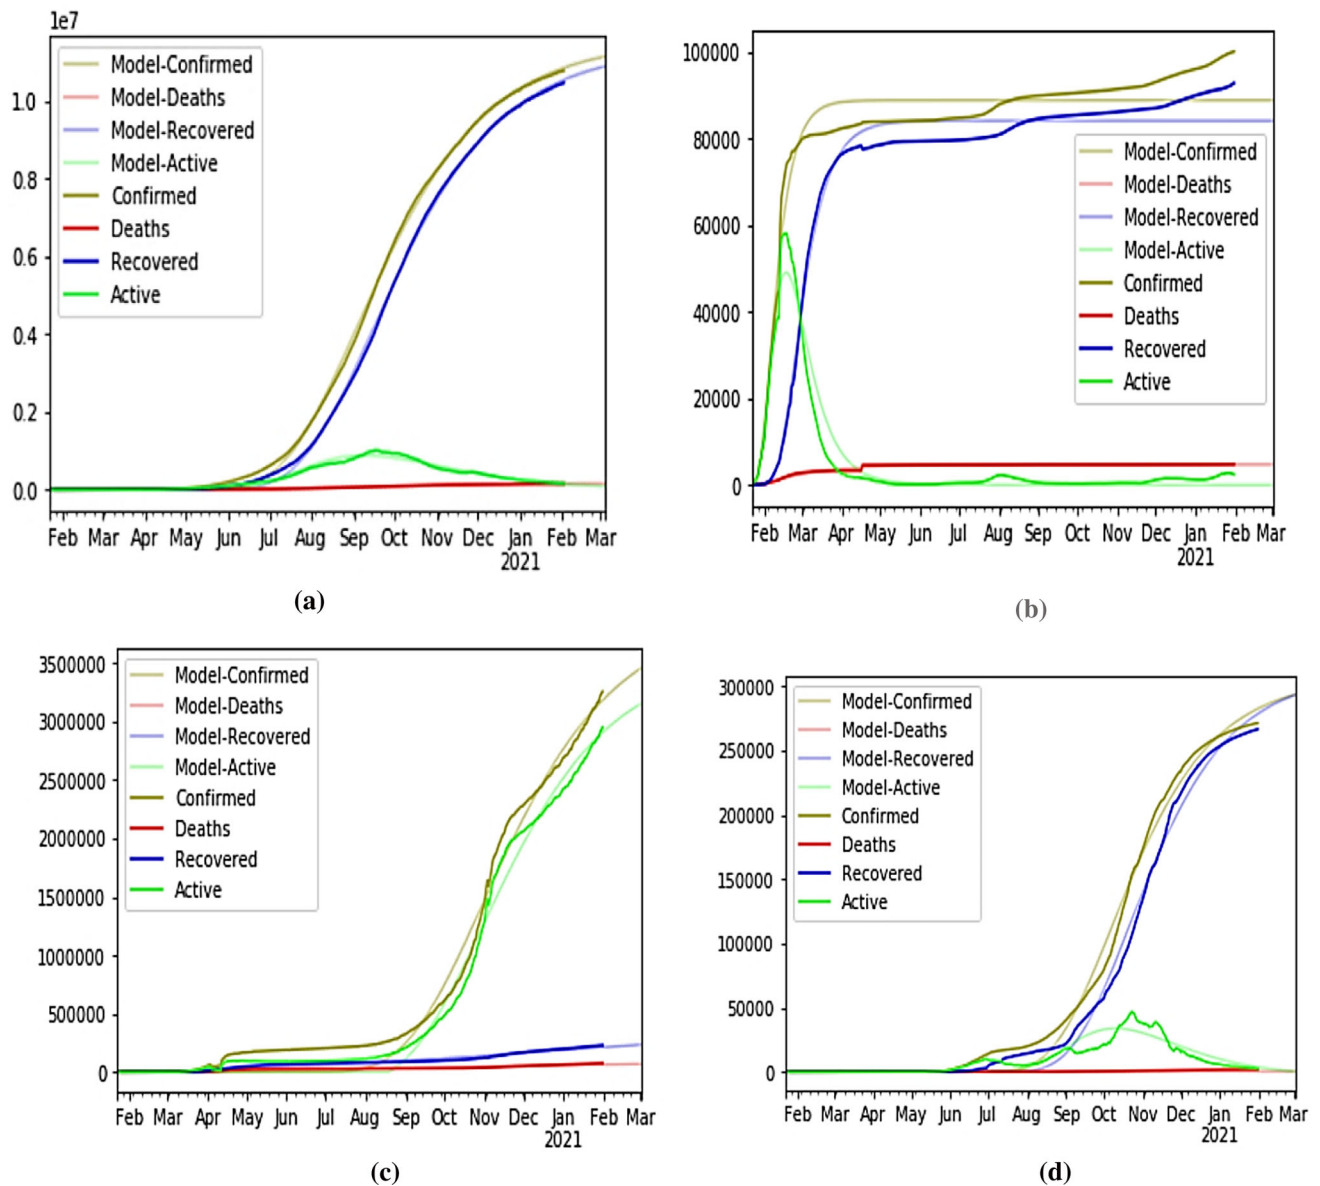 1e7
Model-Confirmed
Model-Deaths
Model-Recovered
Model-Active
Confirmed
Deaths
Recovered
Active
1.0
0.8
0.6
0.4
0.2
0.0
Feb Mar Apr May Jun Jul Aug Sep Oct Nov Dec Jan Feb Mar
2021
(a)
100000
80000
60000
40000
20000
0
Model-Confirmed
Model-Deaths
Model-Recovered
Model-Active
Confirmed
Deaths
Recovered
Active
Feb Mar Apr May Jun Jul Aug Sep Oct Nov Dec Jan Feb Mar
2021
(b)
3500000
3000000
2500000
2000000
1500000
1000000
500000
0
Model-Confirmed
Model-Deaths
Model-Recovered
Model-Active
Confirmed
Deaths
Recovered
Active
Feb Mar Apr May Jun Jul Aug Sep Oct Nov Dec Jan Feb Mar
2021
(c)
300000
250000
200000
150000
100000
50000
0
Model-Confirmed
Model-Deaths
Model-Recovered
Model-Active
Confirmed
Deaths
Recovered
Active
Feb Mar Apr May Jun Jul Aug Sep Oct Nov Dec Jan Feb Mar
2021
(d)